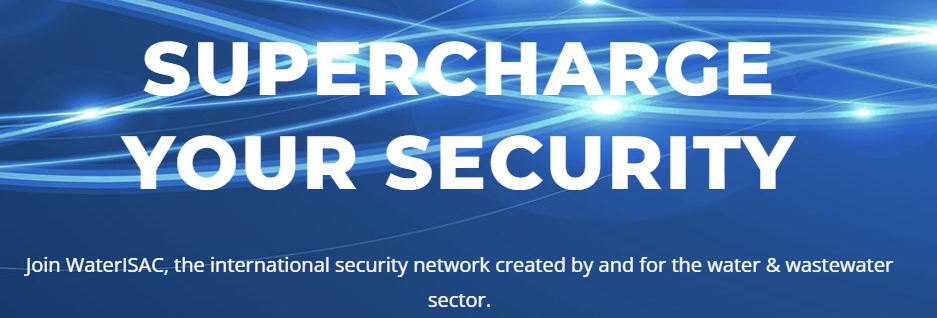 SUPERCHARGE
YOUR SECURITY
Join WaterISAC, the international security network created by and for the water & wastewater
sector.